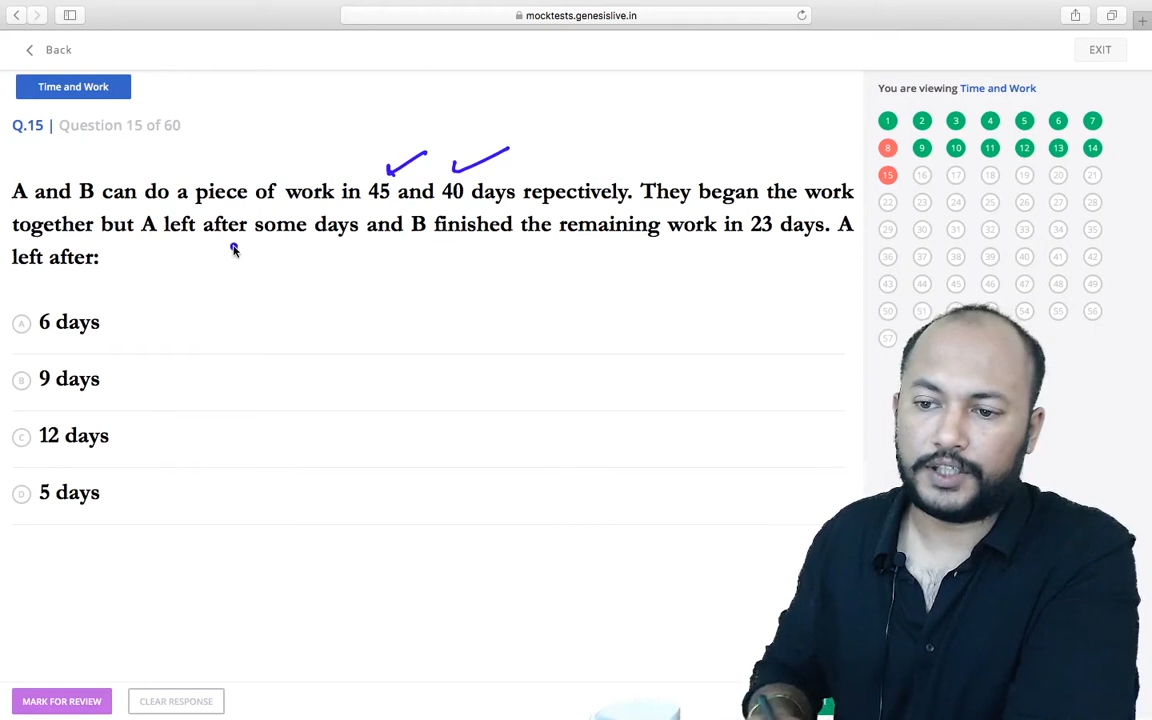 mocktests.genesislive.in
Back
EXIT
Time and Work
You are viewing Time and Work
Q.15 | Question 15 of 60
1 2 3 4 5 6 7
8 9 10 11 12 13 14
15 16 17 18 19 20 21
A and B can do a piece of work in 45 and 40 days repectively. They began the work
together but A left after some days and B finished the remaining work in 23 days. A
left after:
22 23 24 25 26 27 28
29 30 31 32 33 34 35
36 37 38 39 40 41 42
43 44 45 46 47 48 49
50 51 54 55 56
57
A 6 days
B 9 days
C 12 days
D 5 days
MARK FOR REVIEW
CLEAR RESPONSE